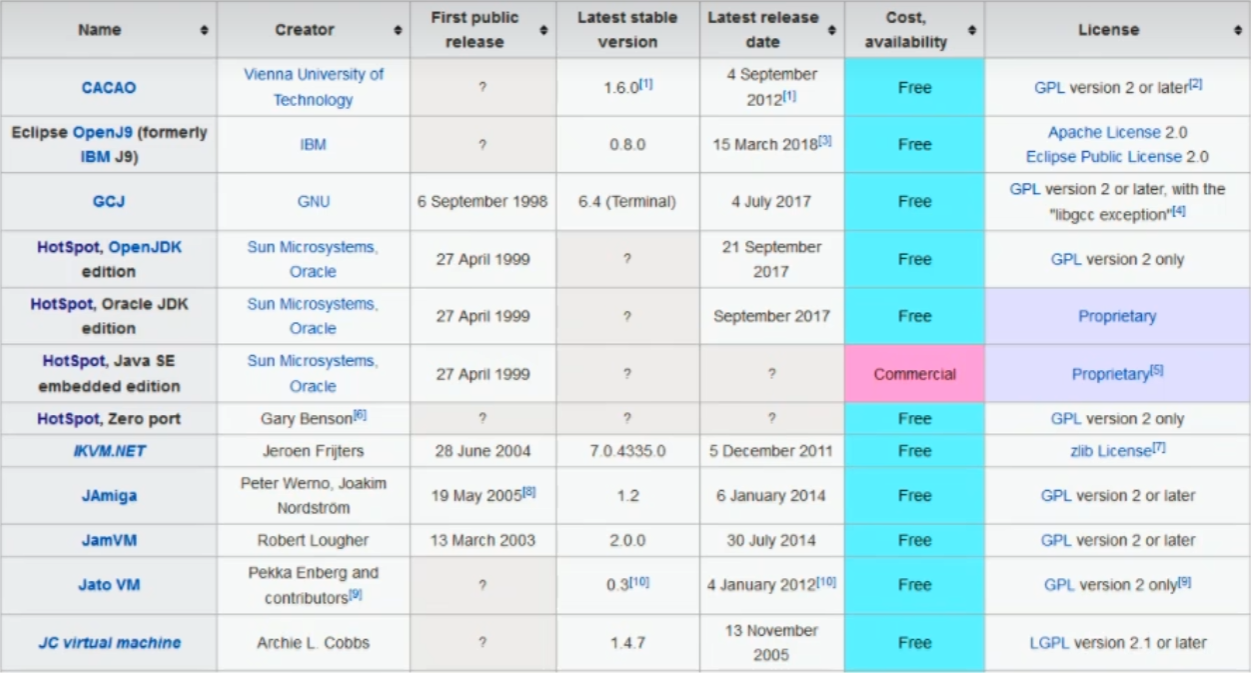 Name Creator First public release Latest stable version Latest release date Cost, availability License
CACAO Vienna University of Technology ? 1.6.0[1] 4 September 2012[1] Free GPL version 2 or later[2]
Eclipse OpenJ9 (formerly IBM J9) IBM ? 0.8.0 15 March 2018[3] Free Apache License 2.0 Eclipse Public License 2.0
GCJ GNU 6 September 1998 6.4 (Terminal) 4 July 2017 Free GPL version 2 or later, with the "libgcc exception"[4]
HotSpot, OpenJDK edition Sun Microsystems, Oracle 27 April 1999 ? 21 September 2017 Free GPL version 2 only
HotSpot, Oracle JDK edition Sun Microsystems, Oracle 27 April 1999 ? September 2017 Free Proprietary
HotSpot, Java SE embedded edition Sun Microsystems, Oracle 27 April 1999 ? ? Commercial Proprietary[5]
HotSpot, Zero port Gary Benson[6] ? ? ? Free GPL version 2 only
IKVM.NET Jeroen Frijters 28 June 2004 7.0.4335.0 5 December 2011 Free zlib License[7]
JAmiga Peter Werno, Joakim Nordström 19 May 2005[8] 1.2 6 January 2014 Free GPL version 2 or later
JamVM Robert Lougher 13 March 2003 2.0.0 30 July 2014 Free GPL version 2 or later
Jato VM Pekka Enberg and contributors[9] ? 0.3[10] 4 January 2012[10] Free GPL version 2 only[9]
JC virtual machine Archie L. Cobbs ? 1.4.7 13 November 2005 Free LGPL version 2.1 or later